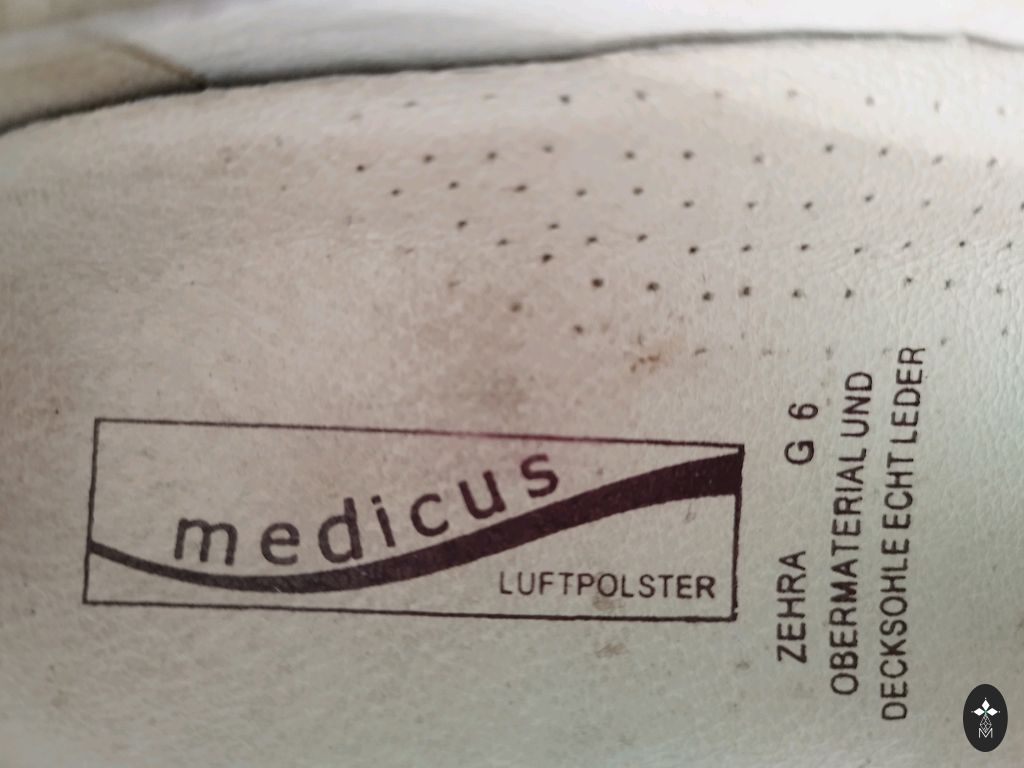 medicus
LUFTPOLSTER
ZEHRA G 6
OBERMATERIAL UND
DECKSOHLE ECHT LEDER
M